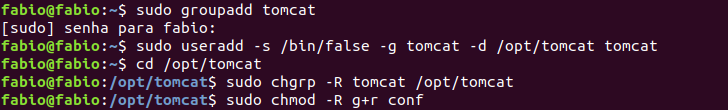 fabio@fabio:~$ sudo groupadd tomcat
[sudo] senha para fabio:
fabio@fabio:~$ sudo useradd -s /bin/false -g tomcat -d /opt/tomcat tomcat
fabio@fabio:~$ cd /opt/tomcat
fabio@fabio:/opt/tomcat$ sudo chgrp -R tomcat /opt/tomcat
fabio@fabio:/opt/tomcat$ sudo chmod -R g+r conf